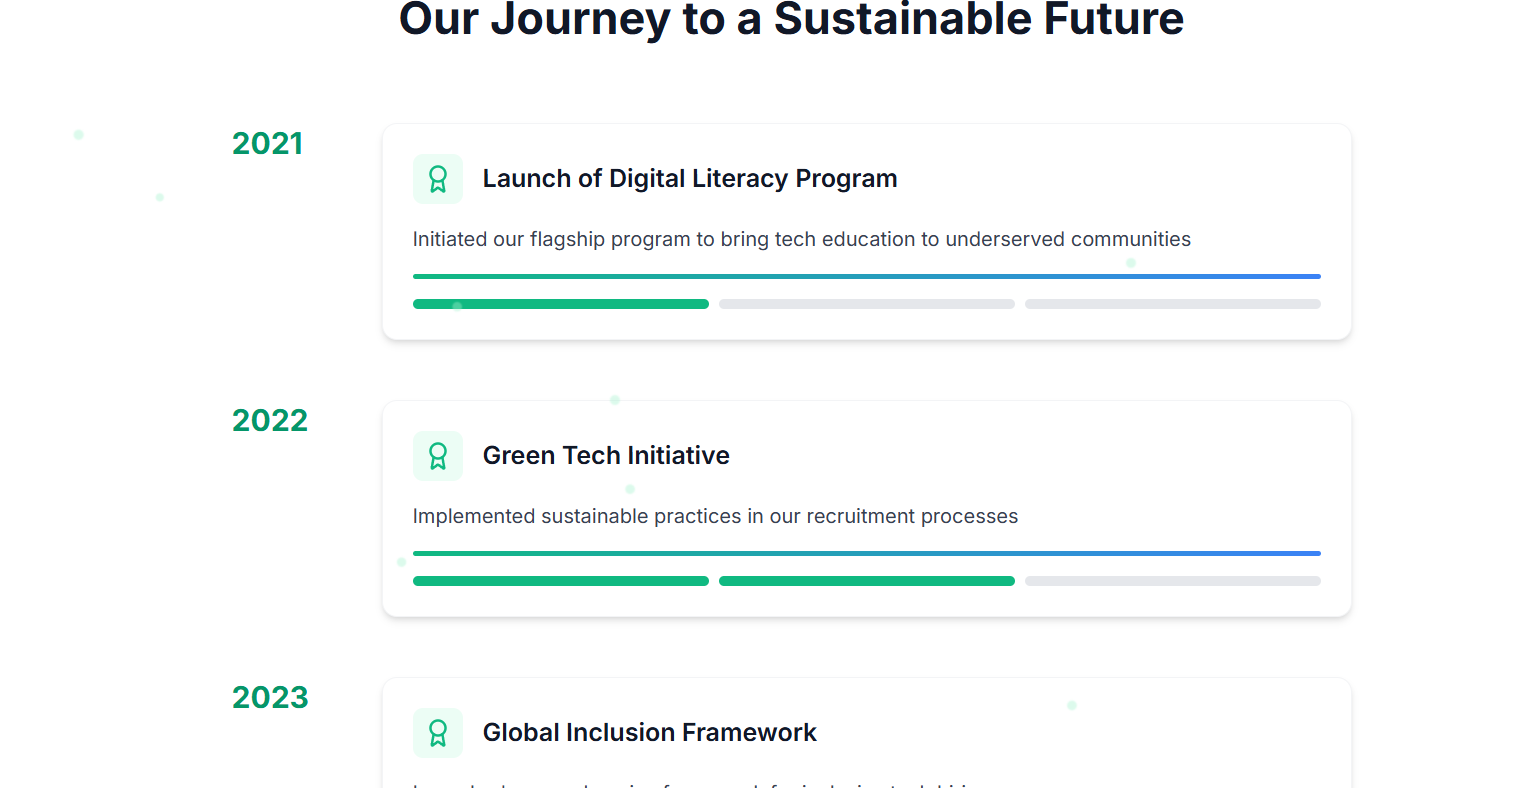 Our Journey to a Sustainable Future
2021
Launch of Digital Literacy Program
Initiated our flagship program to bring tech education to underserved communities
2022
Green Tech Initiative
Implemented sustainable practices in our recruitment processes
2023
Global Inclusion Framework